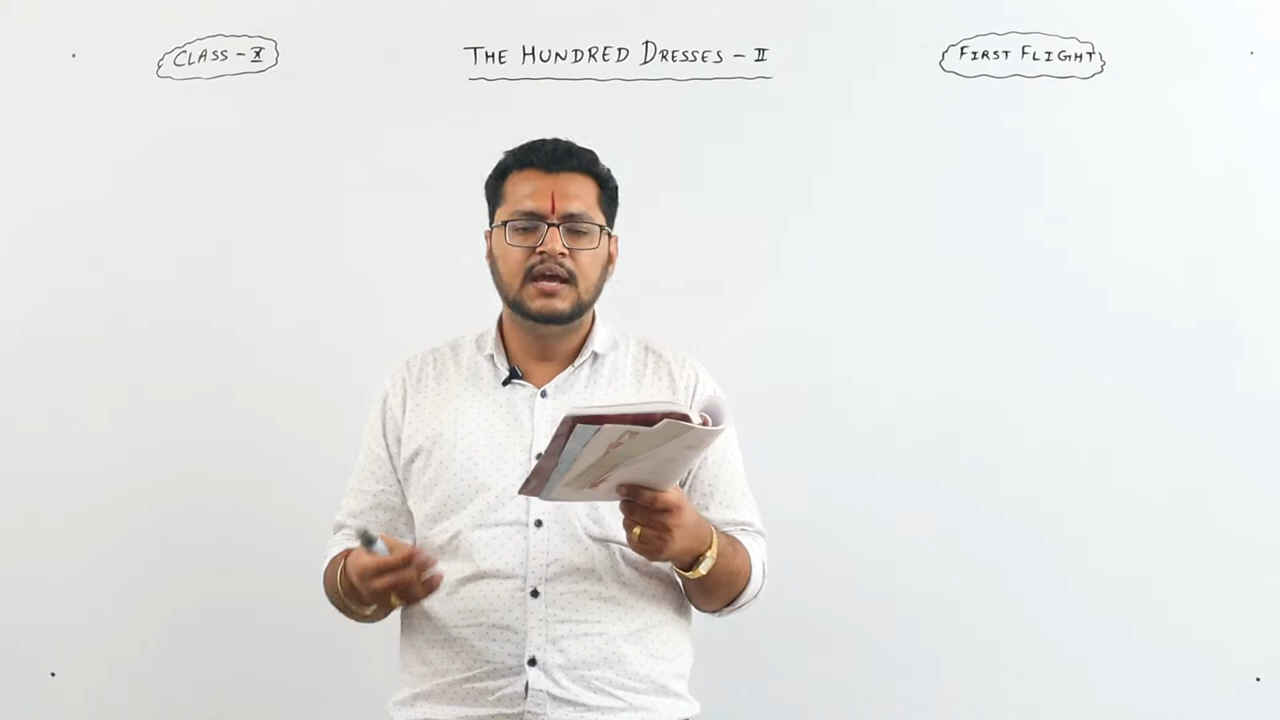 CLASS - X
THE HUNDRED DRESSES - II
FIRST FLIGHT